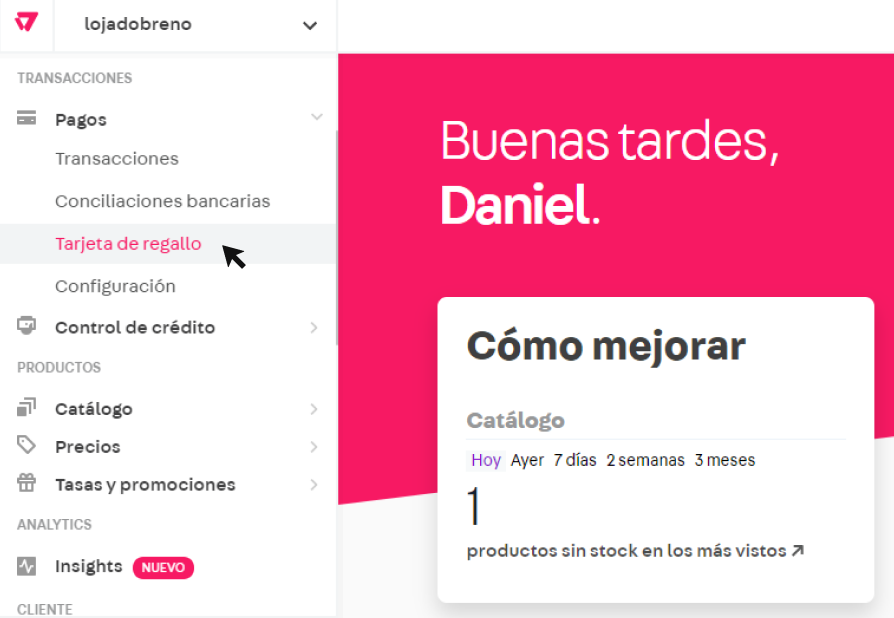 lojadobreno
TRANSACCIONES
Pagos
Transacciones
Conciliaciones bancarias
Tarjeta de regallo
Configuración
Control de crédito
PRODUCTOS
Catálogo
Precios
Tasas y promociones
ANALYTICS
Insights NUEVO
CLIENTE
Buenas tardes,
Daniel.
Cómo mejorar
Catálogo
Hoy Ayer 7 días 2 semanas 3 meses
1
productos sin stock en los más vistos